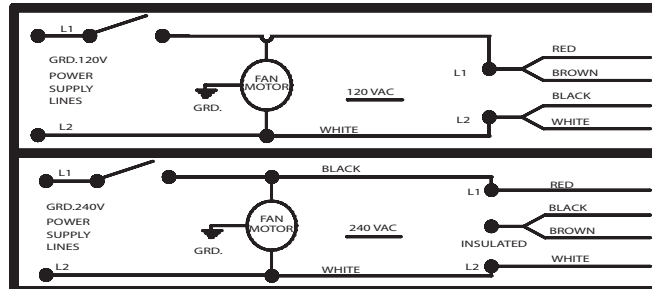 L1
GRD.120V
POWER
SUPPLY
LINES
L2
FAN
MOTOR
GRD.
120 VAC
WHITE
L1
RED
BROWN
L2
BLACK
WHITE
L1
GRD.240V
POWER
SUPPLY
LINES
L2
BLACK
FAN
MOTOR
GRD.
240 VAC
WHITE
L1
RED
BLACK
BROWN
INSULATED
L2
WHITE